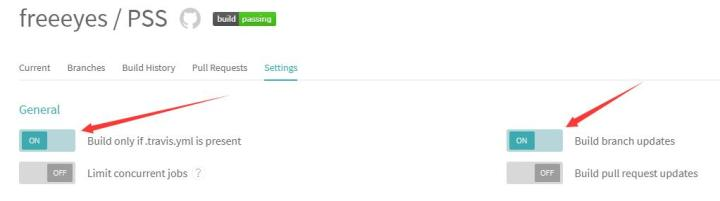 freeeyes / PSS build passing
Current Branches Build History Pull Requests Settings
General
ON Build only if .travis.yml is present ON Build branch updates
OFF Limit concurrent jobs ? OFF Build pull request updates